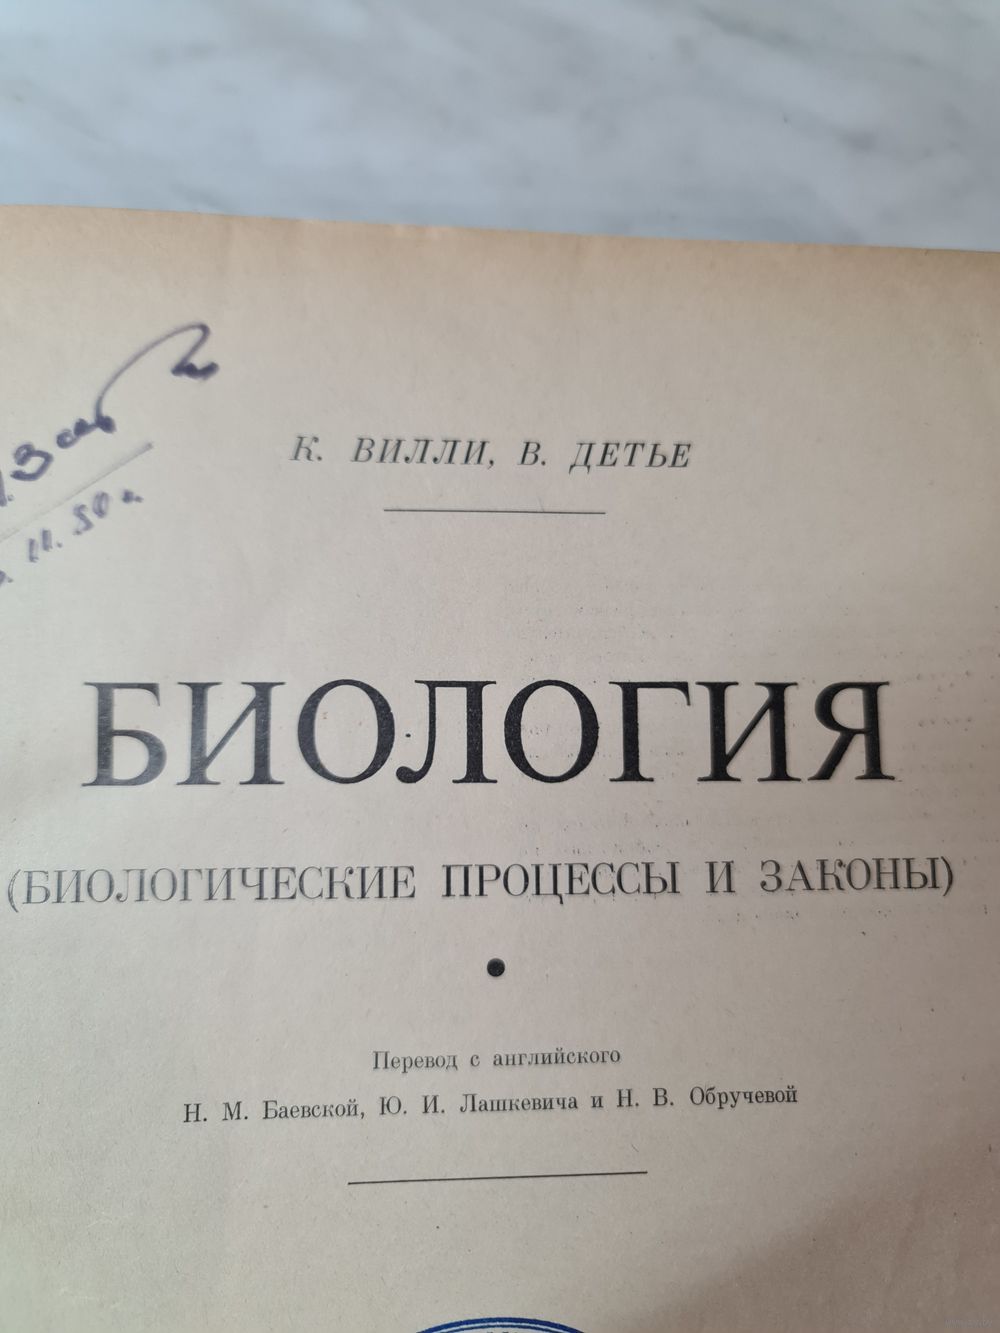 К. ВИЛЛИ, В. ДЕТЬЕ
БИОЛОГИЯ
(БИОЛОГИЧЕСКИЕ ПРОЦЕССЫ И ЗАКОНЫ)
Перевод с английского
Н. М. Баевской, Ю. И. Лашкевича и Н. В. Обручевой